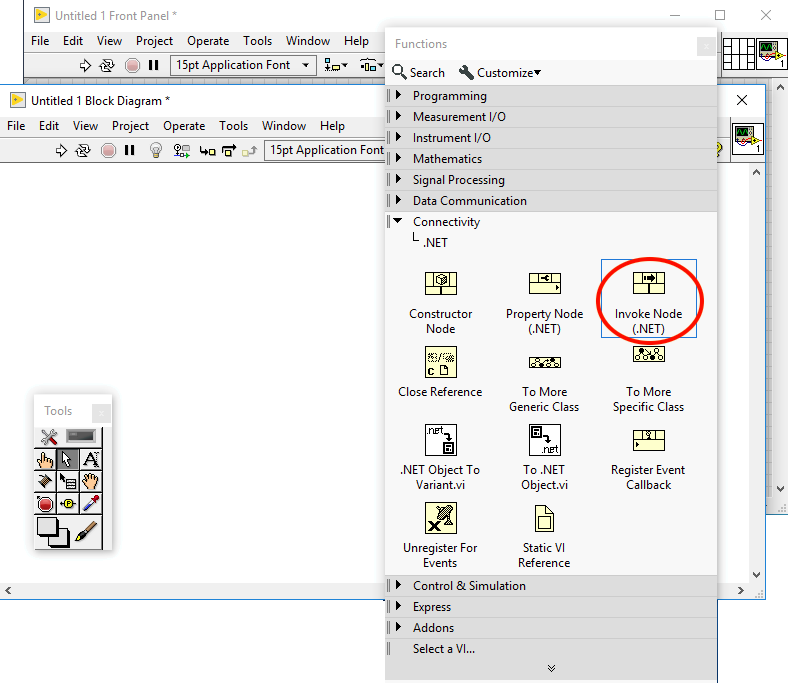 Untitled 1 Front Panel *
File Edit View Project Operate Tools Window Help
15pt Application Font
1
Untitled 1 Block Diagram *
File Edit View Project Operate Tools Window Help
15pt Application Font
?
1
Functions
Search Customize
Programming
Measurement I/O
Instrument I/O
Mathematics
Signal Processing
Data Communication
Connectivity
.NET
Constructor
Node
Property Node
(.NET)
Invoke Node
(.NET)
Close Reference
To More
Generic Class
To More
Specific Class
.net
.NET Object To
Variant.vi
.net
To .NET
Object.vi
Register Event
Callback
Unregister For
Events
Static VI
Reference
Control & Simulation
Express
Addons
Select a VI...
Tools